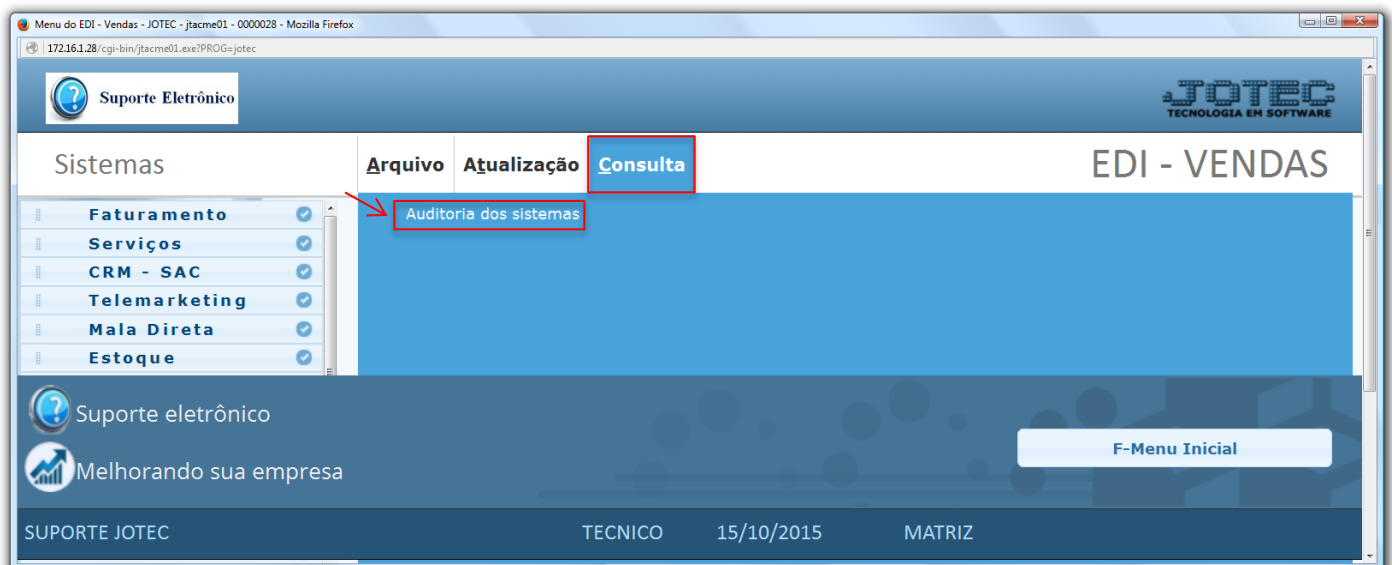 Menu do EDI - Vendas - JOTEC - jtacme01 - 0000028 - Mozilla Firefox
172.16.1.28/cgi-bin/jtacme01.exe?PROG=jotec
Suporte Eletrônico
JOTEC
TECNOLOGIA EM SOFTWARE
Sistemas
Arquivo Atualização Consulta
EDI - VENDAS
Auditoria dos sistemas
Faturamento
Serviços
CRM - SAC
Telemarketing
Mala Direta
Estoque
Suporte eletrônico
Melhorando sua empresa
F-Menu Inicial
SUPORTE JOTEC TECNICO 15/10/2015 MATRIZ